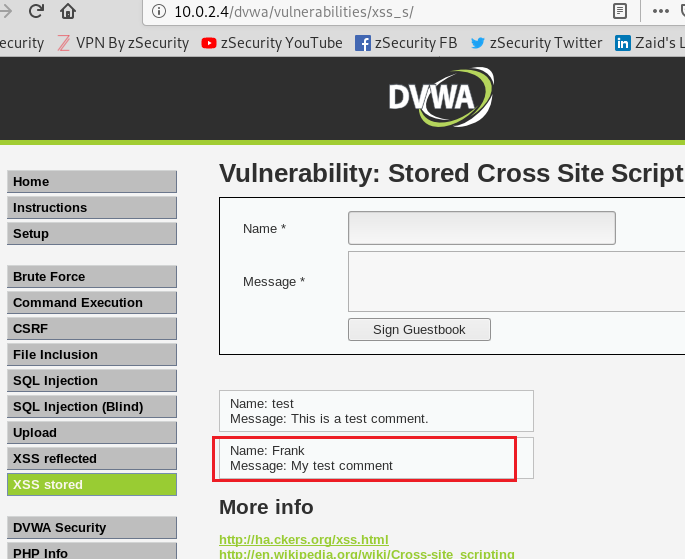 10.0.2.4/dvwa/vulnerabilities/xss_s/
ecurity VPN By zSecurity zSecurity YouTube zSecurity FB zSecurity Twitter Zaid's L
DVWA
Home
Instructions
Setup
Brute Force
Command Execution
CSRF
File Inclusion
SQL Injection
SQL Injection (Blind)
Upload
XSS reflected
XSS stored
DVWA Security
PHP Info
Vulnerability: Stored Cross Site Script
Name *
Message *
Sign Guestbook
Name: test
Message: This is a test comment.
Name: Frank
Message: My test comment
More info
http://ha.ckers.org/xss.html
http://en.wikipedia.org/wiki/Cross-site_scripting